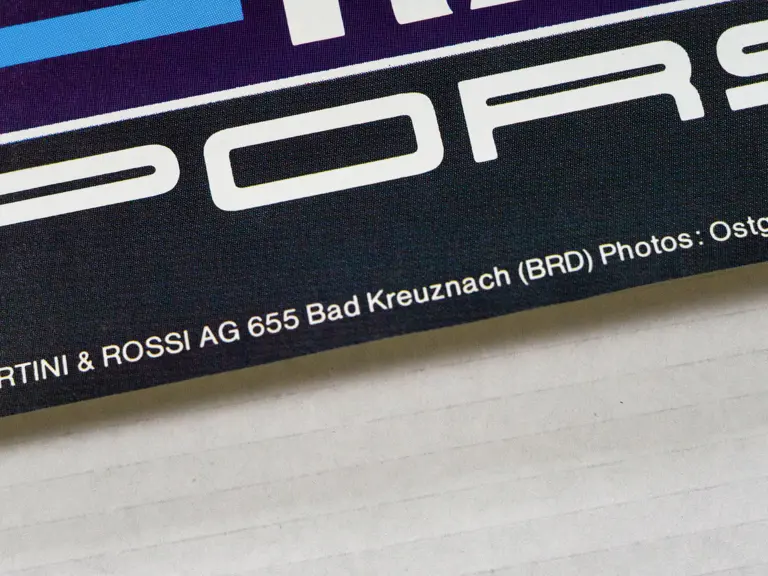 PORS
RTINI & ROSSI AG 655 Bad Kreuznach (BRD) Photos: Ostg